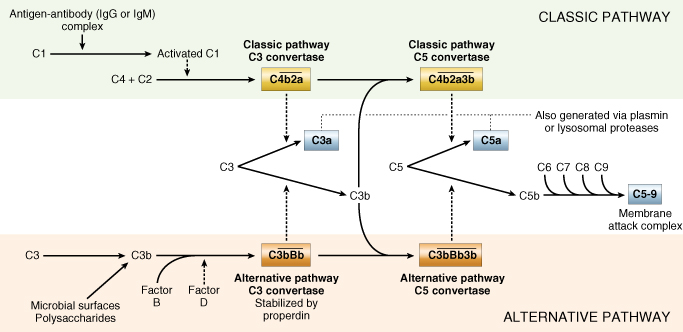 Antigen-antibody (IgG or IgM)
complex
CLASSIC PATHWAY
C1
Activated C1
Classic pathway
C3 convertase
Classic pathway
C5 convertase
C4 + C2
C4b2a
C4b2a3b
Also generated via plasmin
or lysosomal proteases
C3a
C5a
C3
C5
C6 C7 C8 C9
C3b
C5b
C5-9
Membrane
attack complex
C3
C3b
C3bBb
C3bBb3b
Factor
B
Factor
D
Microbial surfaces
Polysaccharides
Alternative pathway
C3 convertase
Stabilized by
properdin
Alternative pathway
C5 convertase
ALTERNATIVE PATHWAY